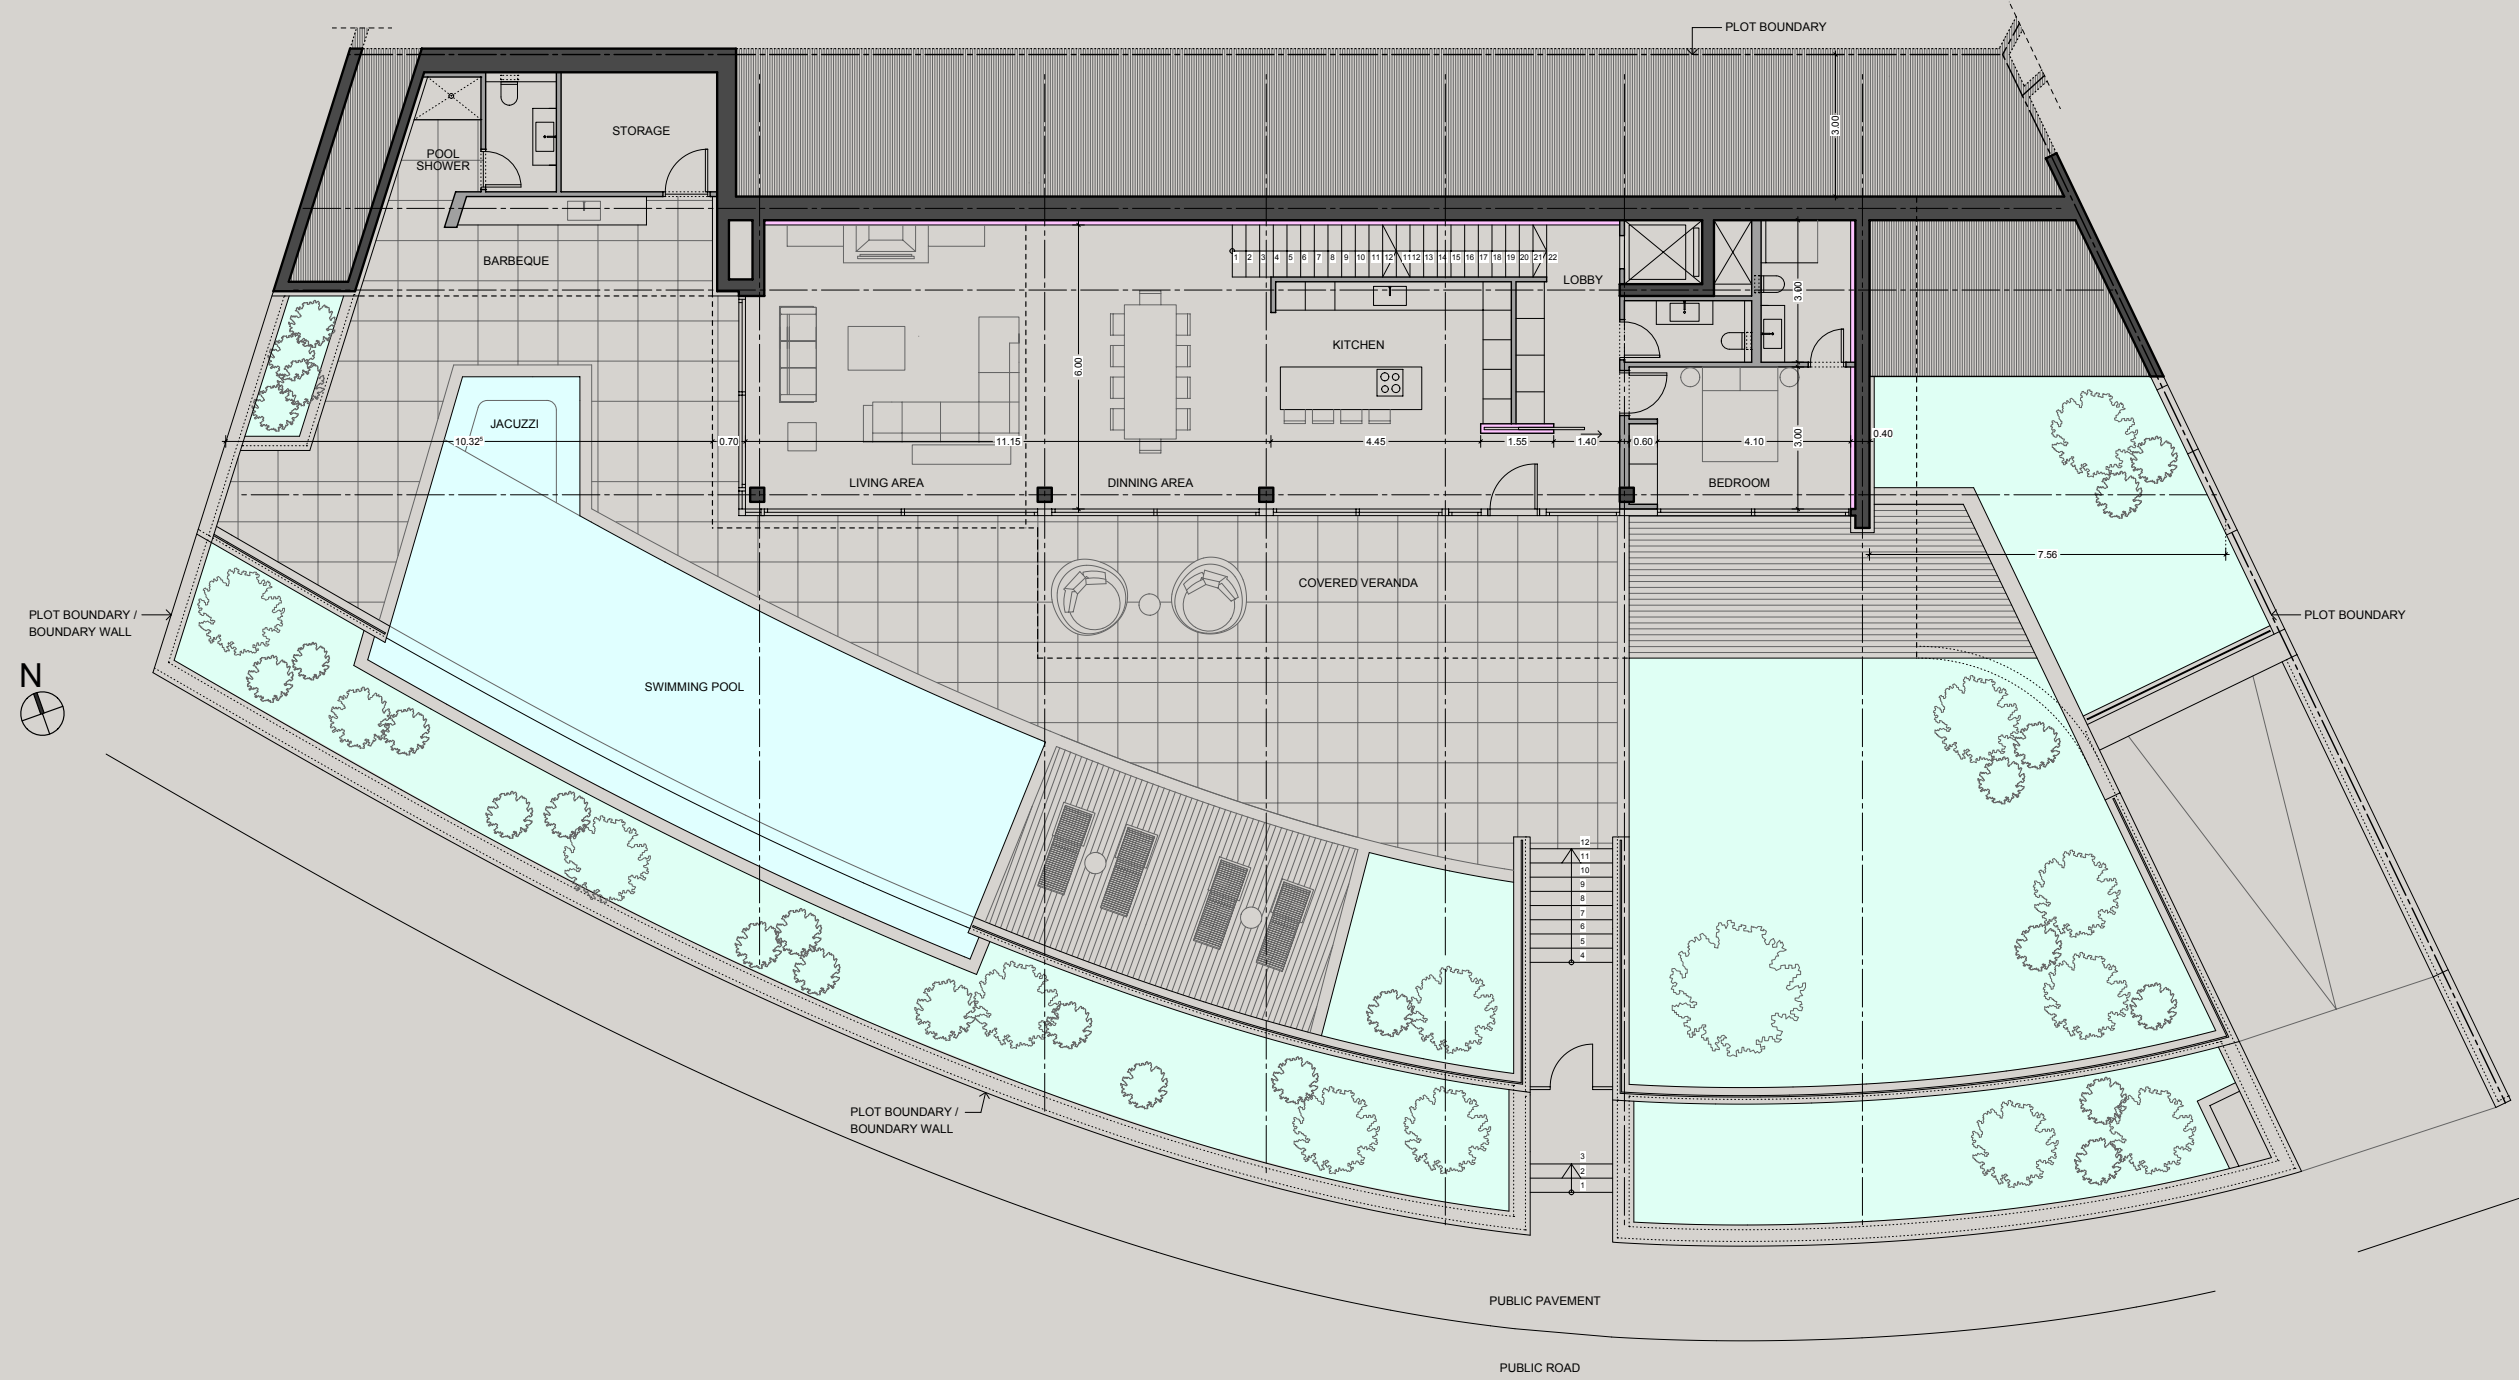 PLOT BOUNDARY
3.00
STORAGE
POOL
SHOWER
BARBEQUE
1 2 3 4 5 6 7 8 9 10 11 12 11 12 13 14 15 16 17 18 19 20 21 22
LOBBY
3.00
KITCHEN
6.00
JACUZZI
10.32⁵
0.70
11.15
4.45
1.55
1.40
0.60
4.10
3.00
0.40
LIVING AREA
DINNING AREA
BEDROOM
7.56
COVERED VERANDA
PLOT BOUNDARY /
BOUNDARY WALL
PLOT BOUNDARY
N
SWIMMING POOL
12
11
10
9
8
7
6
5
4
PLOT BOUNDARY /
BOUNDARY WALL
3
2
1
PUBLIC PAVEMENT
PUBLIC ROAD